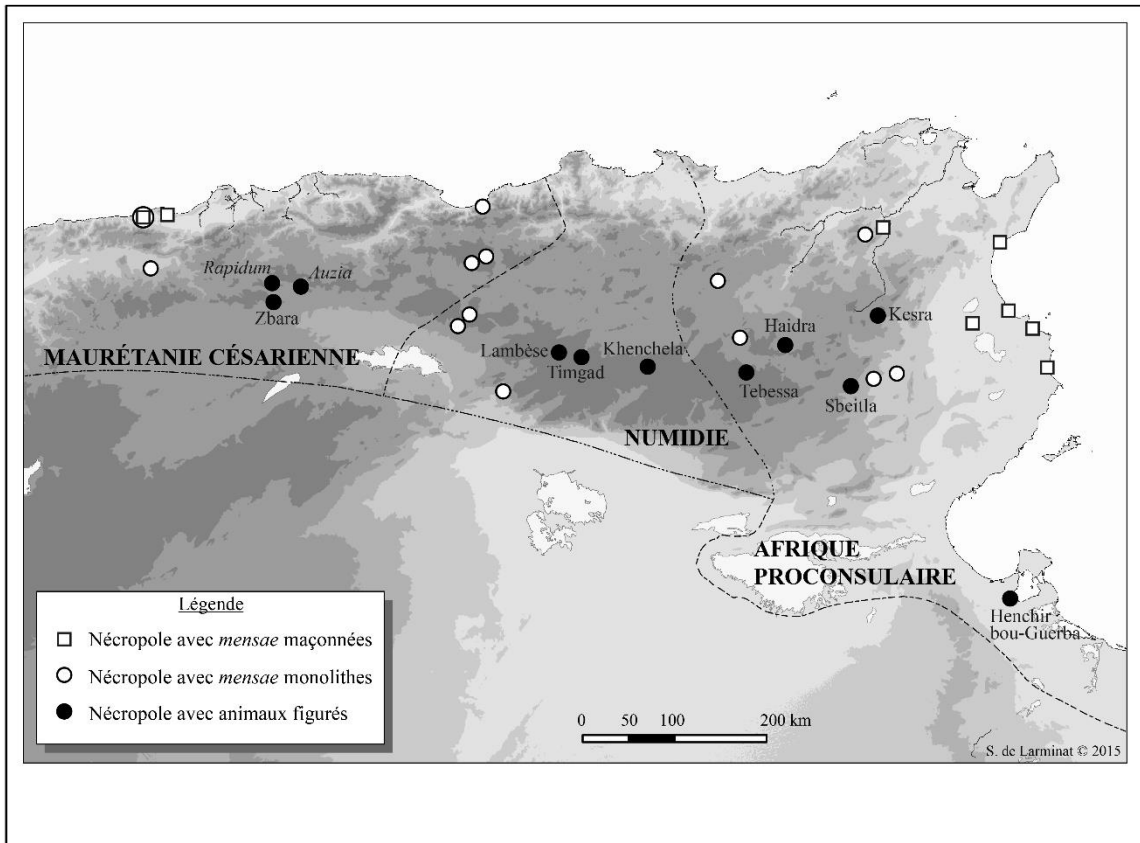 Rapidum
Auzia
Zbara
MAURÉTANIE CÉSARIENNE
Lambèse
Timgad
Khenchela
NUMIDIE
Haidra
Tebessa
Kesra
Sbeitla
AFRIQUE
PROCONSULAIRE
Henchir
bou-Guerba
Légende
Nécropole avec mensae maçonnées
Nécropole avec mensae monolithes
Nécropole avec animaux figurés
0 50 100 200 km
S. de Larminat © 2015